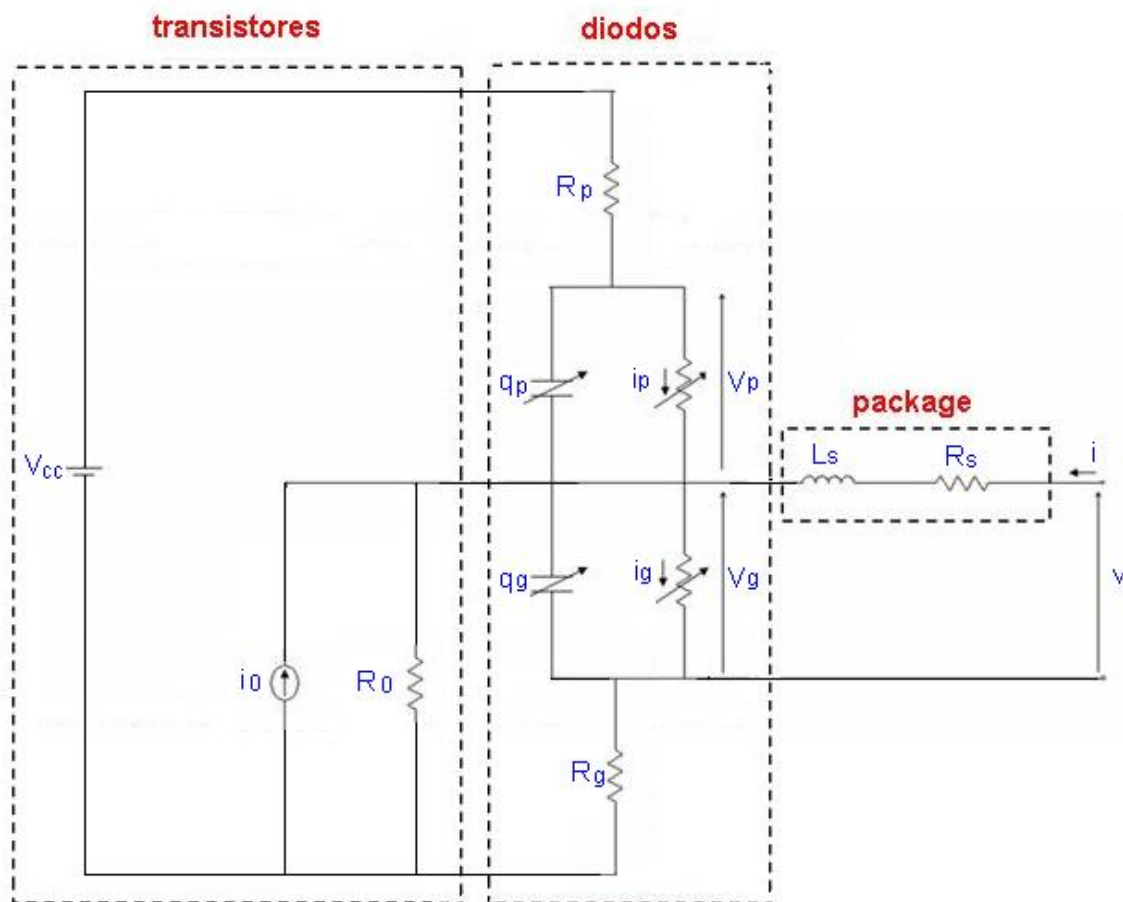 transistores
diodos
Rp
qp
ip
Vp
package
Ls
Rs
i
Vcc
qg
ig
Vg
v
i0
R0
Rg